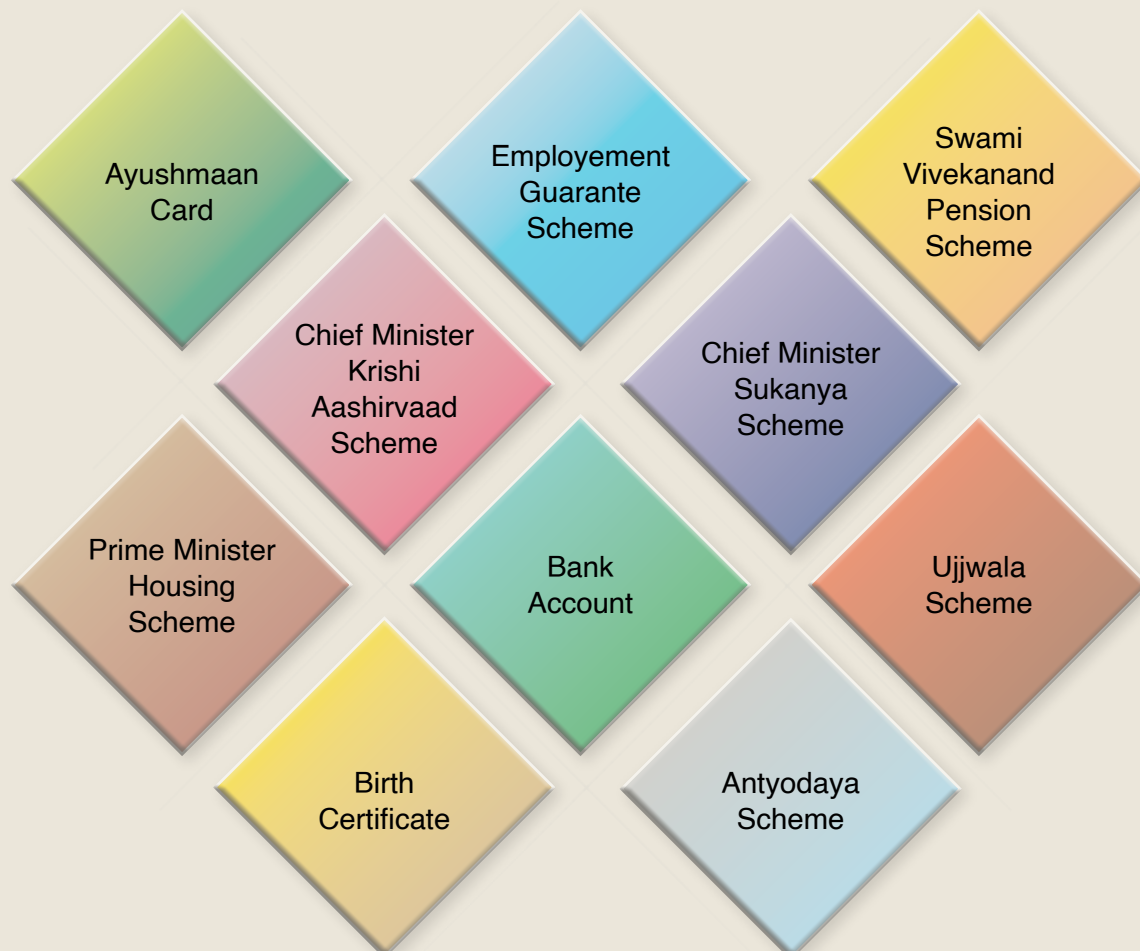 Ayushmaan
Card
Employement
Guarante
Scheme
Swami
Vivekanand
Pension
Scheme
Chief Minister
Krishi
Aashirvaad
Scheme
Chief Minister
Sukanya
Scheme
Prime Minister
Housing
Scheme
Bank
Account
Ujjwala
Scheme
Birth
Certificate
Antyodaya
Scheme